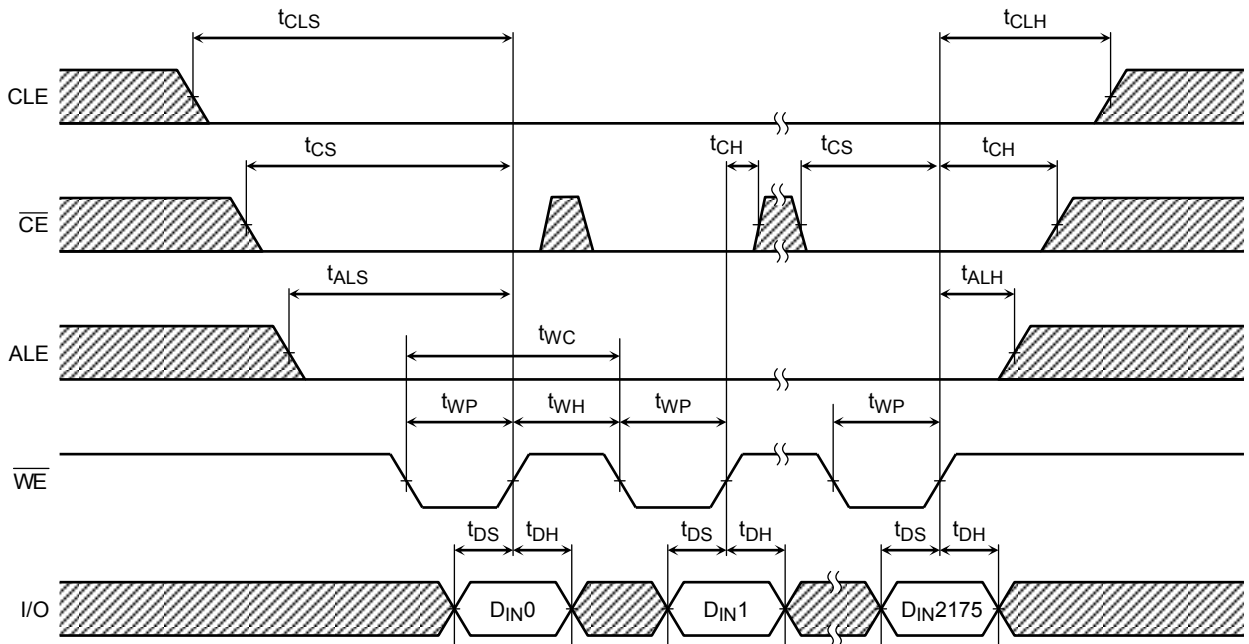 tCLS tCLH
CLE
tCS tCH tCS tCH
CE
tALS tALH
ALE
tWC
tWP tWH tWP tWP
WE
tDS tDH tDS tDH tDS tDH
I/O DIN0 DIN1 DIN2175